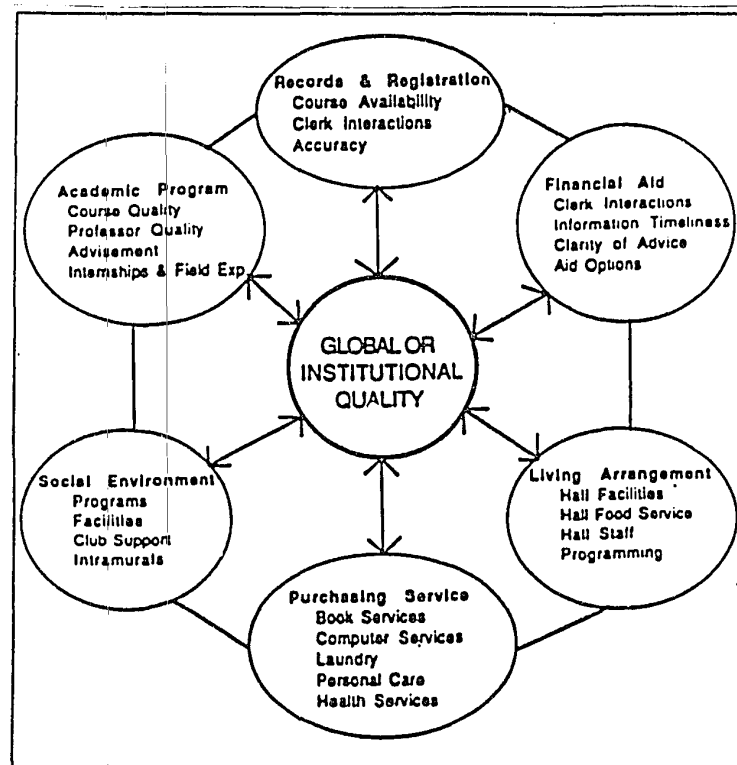 Records & Registration
Course Availability
Clerk Interactions
Accuracy
Academic Program
Course Quality
Professor Quality
Advisement
Internships & Field Exp.
Financial Aid
Clerk Interactions
Information Timeliness
Clarity of Advice
Aid Options
GLOBAL OR
INSTITUTIONAL
QUALITY
Social Environment
Programs
Facilities
Club Support
Intramurals
Living Arrangement
Hall Facilities
Hall Food Service
Hall Staff
Programming
Purchasing Service
Book Services
Computer Services
Laundry
Personal Care
Health Services